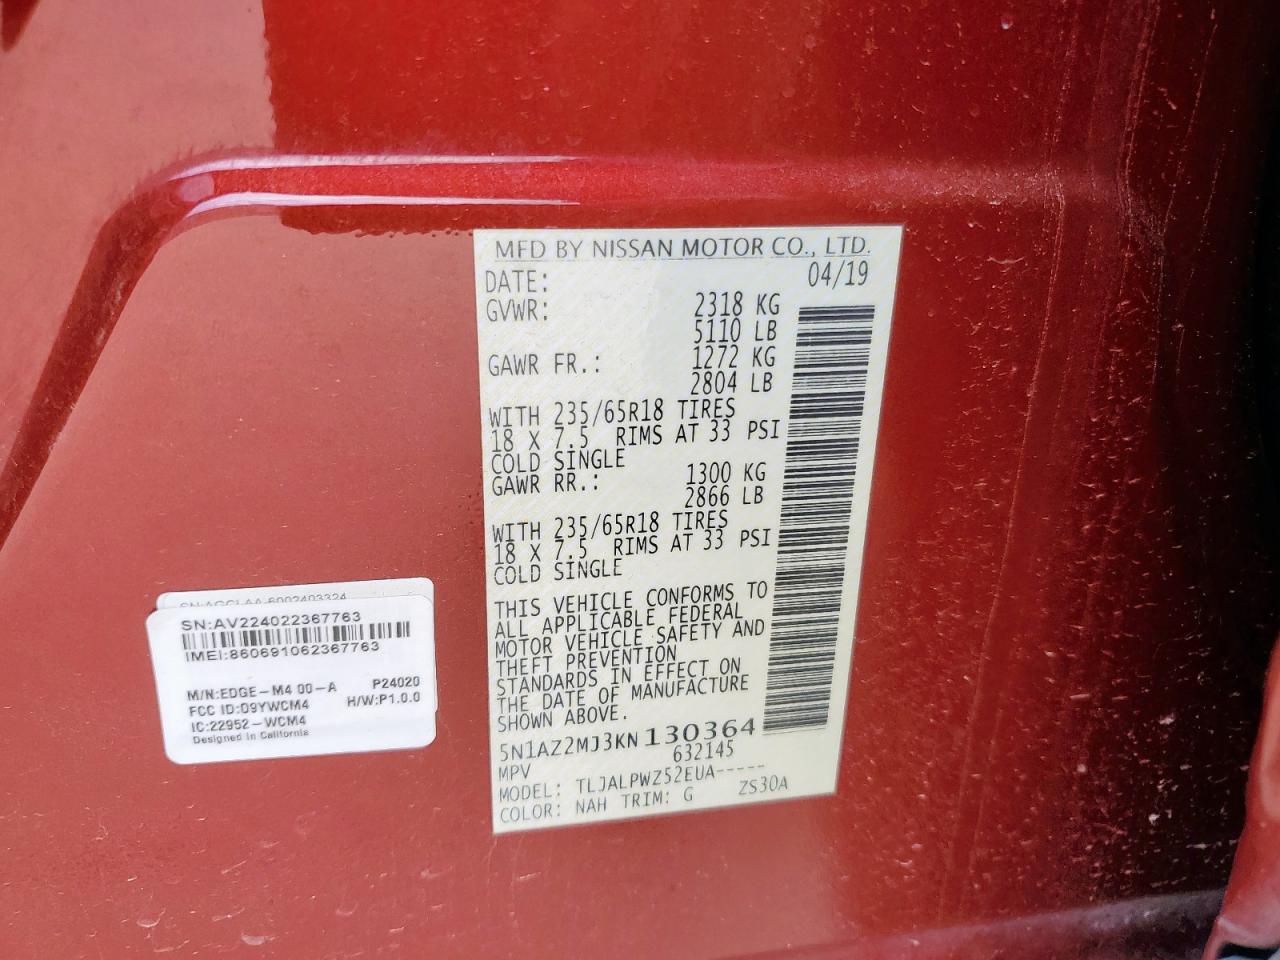 MFD BY NISSAN MOTOR CO., LTD.
DATE: 04/19
GVWR: 2318 KG
5110 LB
GAWR FR.: 1272 KG
2804 LB
WITH 235/65R18 TIRES
18 X 7.5 RIMS AT 33 PSI
COLD SINGLE
GAWR RR.: 1300 KG
2866 LB
WITH 235/65R18 TIRES
18 X 7.5 RIMS AT 33 PSI
COLD SINGLE
THIS VEHICLE CONFORMS TO
ALL APPLICABLE FEDERAL
MOTOR VEHICLE SAFETY AND
THEFT PREVENTION
STANDARDS IN EFFECT ON
THE DATE OF MANUFACTURE
SHOWN ABOVE.
5N1AZ2MJ3KN130364
MPV 632145
MODEL: TLJALPWZ52EUA-----
COLOR: NAH TRIM: G ZS30A
SN:AV224022367763
IMEI:860691062367763
M/N:EDGE-M4 00-A P24020
FCC ID:O9YWCM4 H/W:P1.0.0
IC:22952-WCM4
Designed in California